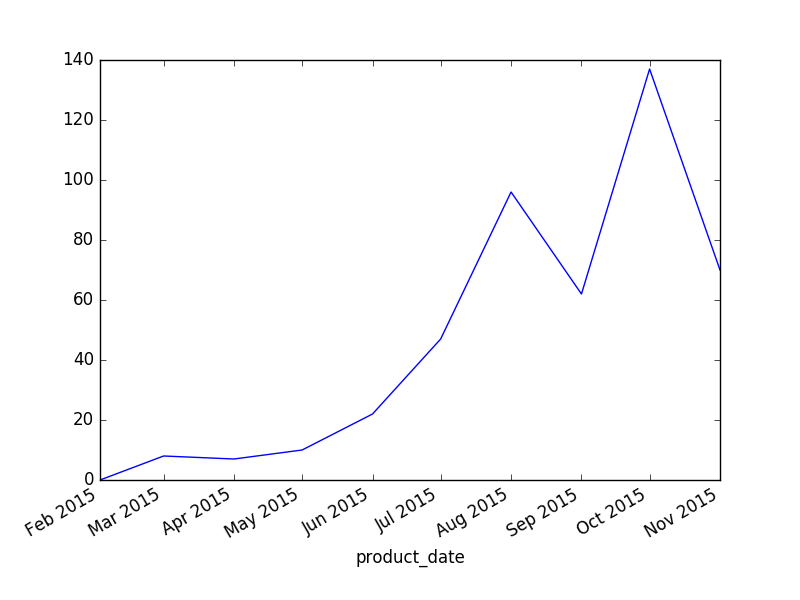 140
120
100
80
60
40
20
0
Feb 2015
Mar 2015
Apr 2015
May 2015
Jun 2015
Jul 2015
Aug 2015
Sep 2015
Oct 2015
Nov 2015
product_date